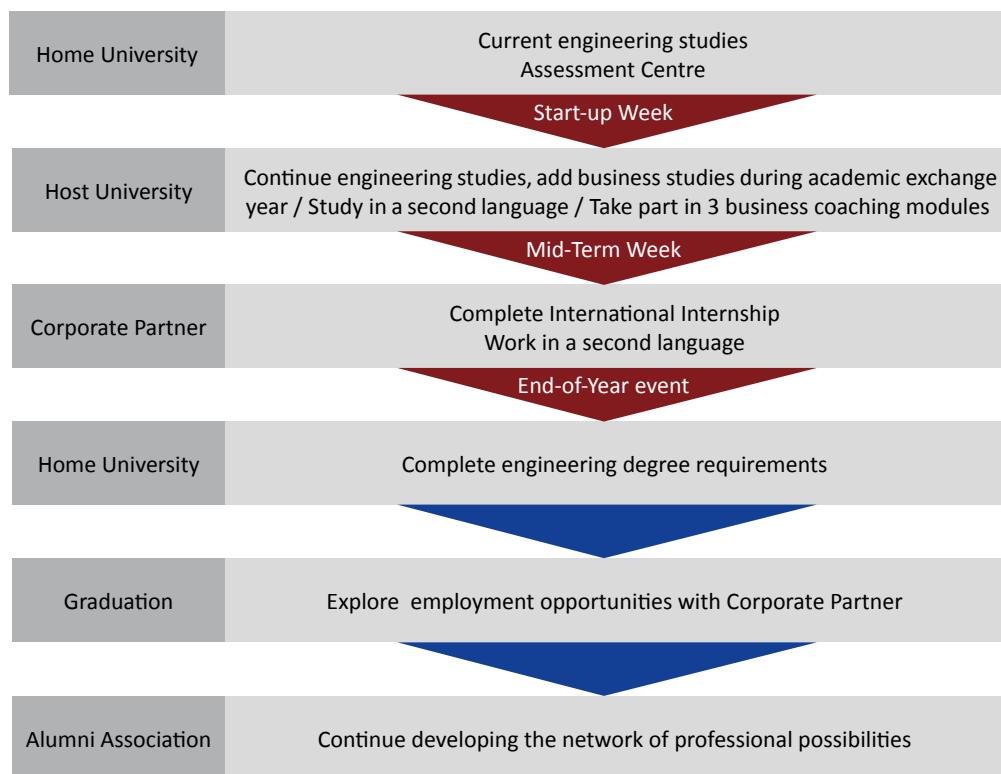 Home University
Current engineering studies
Assessment Centre
Start-up Week
Host University
Continue engineering studies, add business studies during academic exchange
year / Study in a second language / Take part in 3 business coaching modules
Mid-Term Week
Corporate Partner
Complete International Internship
Work in a second language
End-of-Year event
Home University
Complete engineering degree requirements
Graduation
Explore employment opportunities with Corporate Partner
Alumni Association
Continue developing the network of professional possibilities